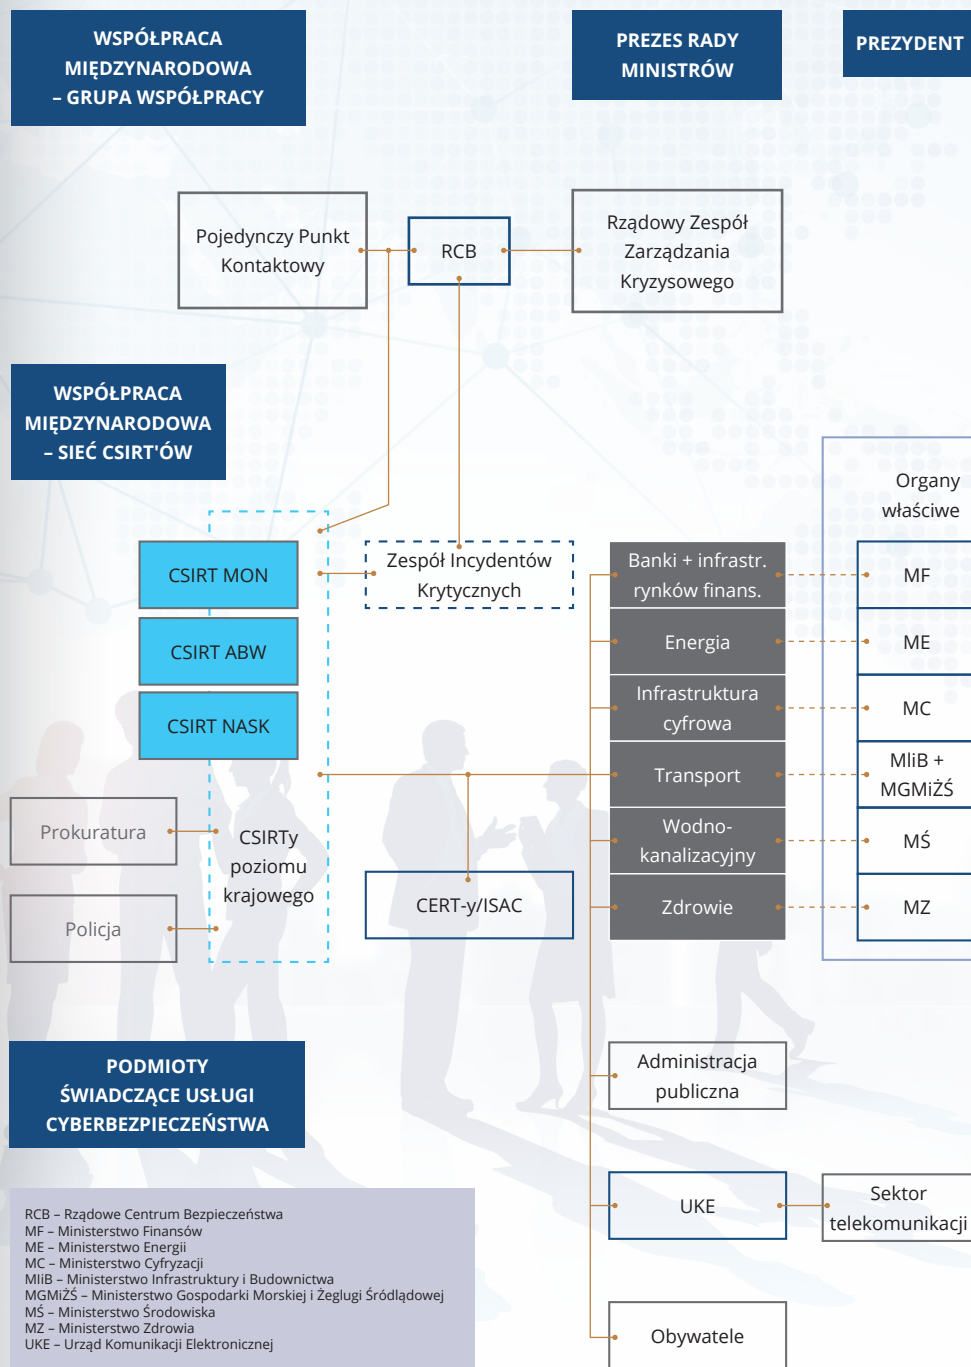 WSPÓŁPRACA
MIĘDZYNARODOWA
– GRUPA WSPÓŁPRACY
PREZES RADY
MINISTRÓW
PREZYDENT
Pojedynczy Punkt
Kontaktowy
RCB
Rządowy Zespół
Zarządzania
Kryzysowego
WSPÓŁPRACA
MIĘDZYNARODOWA
– SIEĆ CSIRT'ÓW
Organy
właściwe
CSIRT MON
CSIRT ABW
CSIRT NASK
Zespół Incydentów
Krytycznych
Banki + infrastr.
rynków finans.
MF
Energia
ME
Infrastruktura
cyfrowa
MC
Transport
MIiB +
MGMiŻŚ
Wodno-
kanalizacyjny
MŚ
Zdrowie
MZ
Prokuratura
Policja
CSIRTy
poziomu
krajowego
CERT-y/ISAC
PODMIOTY
ŚWIADCZĄCE USŁUGI
CYBERBEZPIECZEŃSTWA
Administracja
publiczna
UKE
Sektor
telekomunikacji
Obywatele
RCB – Rządowe Centrum Bezpieczeństwa
MF – Ministerstwo Finansów
ME – Ministerstwo Energii
MC – Ministerstwo Cyfryzacji
MIiB – Ministerstwo Infrastruktury i Budownictwa
MGMiŻŚ – Ministerstwo Gospodarki Morskiej i Żeglugi Śródlądowej
MŚ – Ministerstwo Środowiska
MZ – Ministerstwo Zdrowia
UKE – Urząd Komunikacji Elektronicznej